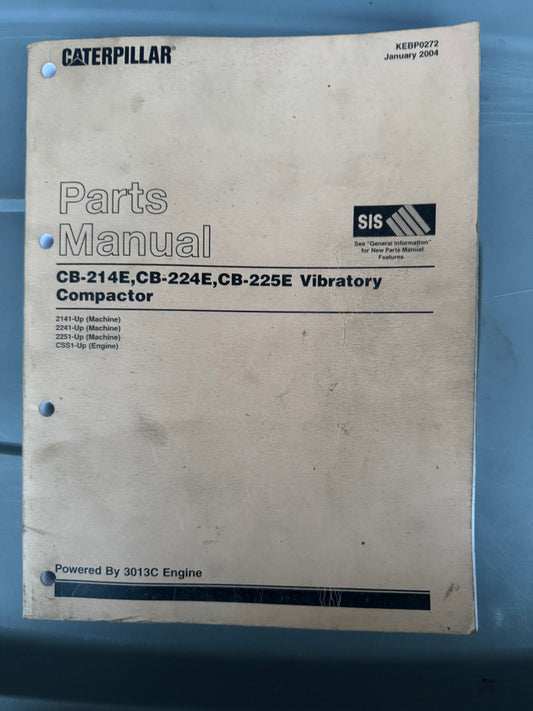 CATERPILLAR®
KEBP0272
January 2004
Parts
Manual
SIS
See "General Information"
for New Parts Manual
Features.
CB-214E,CB-224E,CB-225E Vibratory
Compactor
2141-Up (Machine)
2241-Up (Machine)
2251-Up (Machine)
CSS1-Up (Engine)
Powered By 3013C Engine